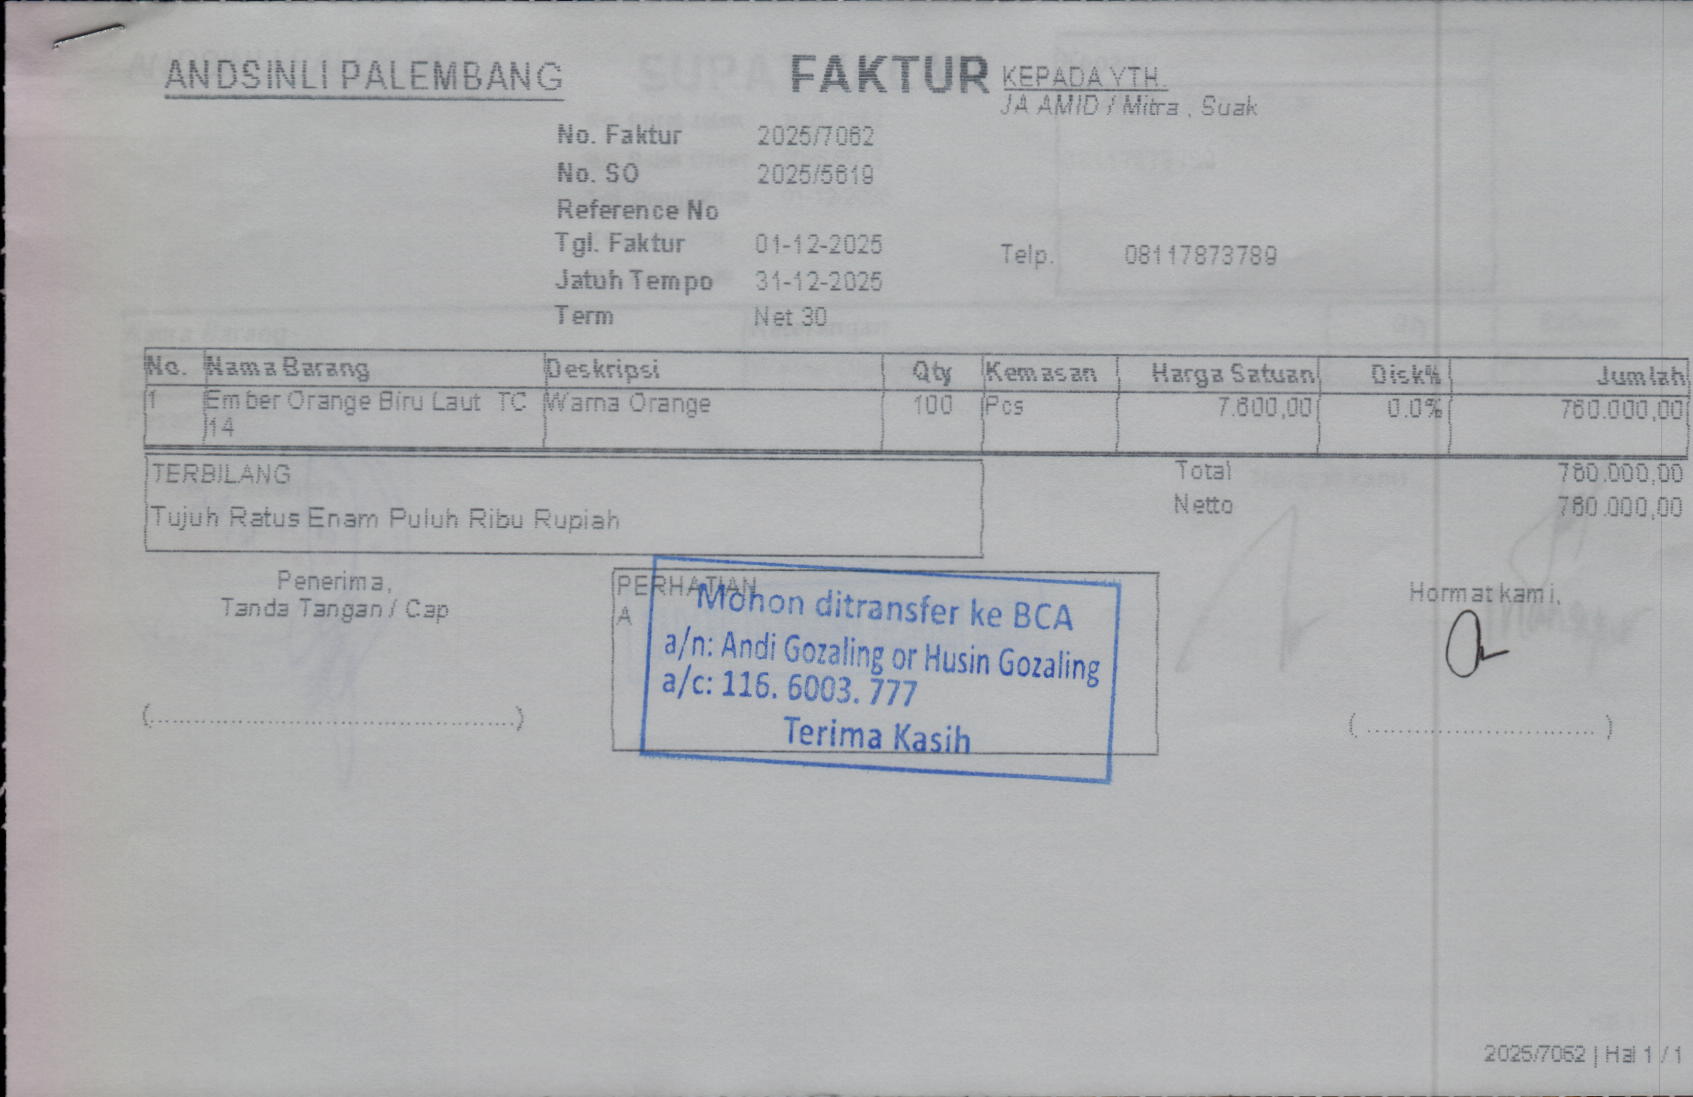 ANDSINLI PALEMBANG
FAKTUR
KEPADA YTH.
JA AMID / Mitra , Suak
No. Faktur 2025/7062
No. SO 2025/5619
Reference No
Tgl. Faktur 01-12-2025
Telp. 08117873789
Jatuh Tempo 31-12-2025
Term Net 30
No. Nama Barang Deskripsi Qty Kemasan Harga Satuan Disk% Jumlah
1 Ember Orange Biru Laut TC Warna Orange 100 Pcs 7.600,00 0.0% 760.000,00
14
TERBILANG
Total 760.000,00
Netto 760.000,00
Tujuh Ratus Enam Puluh Ribu Rupiah
Penerima,
Tanda Tangan / Cap
PERHATIAN
A
Mohon ditransfer ke BCA
a/n: Andi Gozaling or Husin Gozaling
a/c: 116. 6003. 777
Terima Kasih
Hormat kami,
(..................................................)
( ................................ )
2025/7062 | Hal 1 / 1